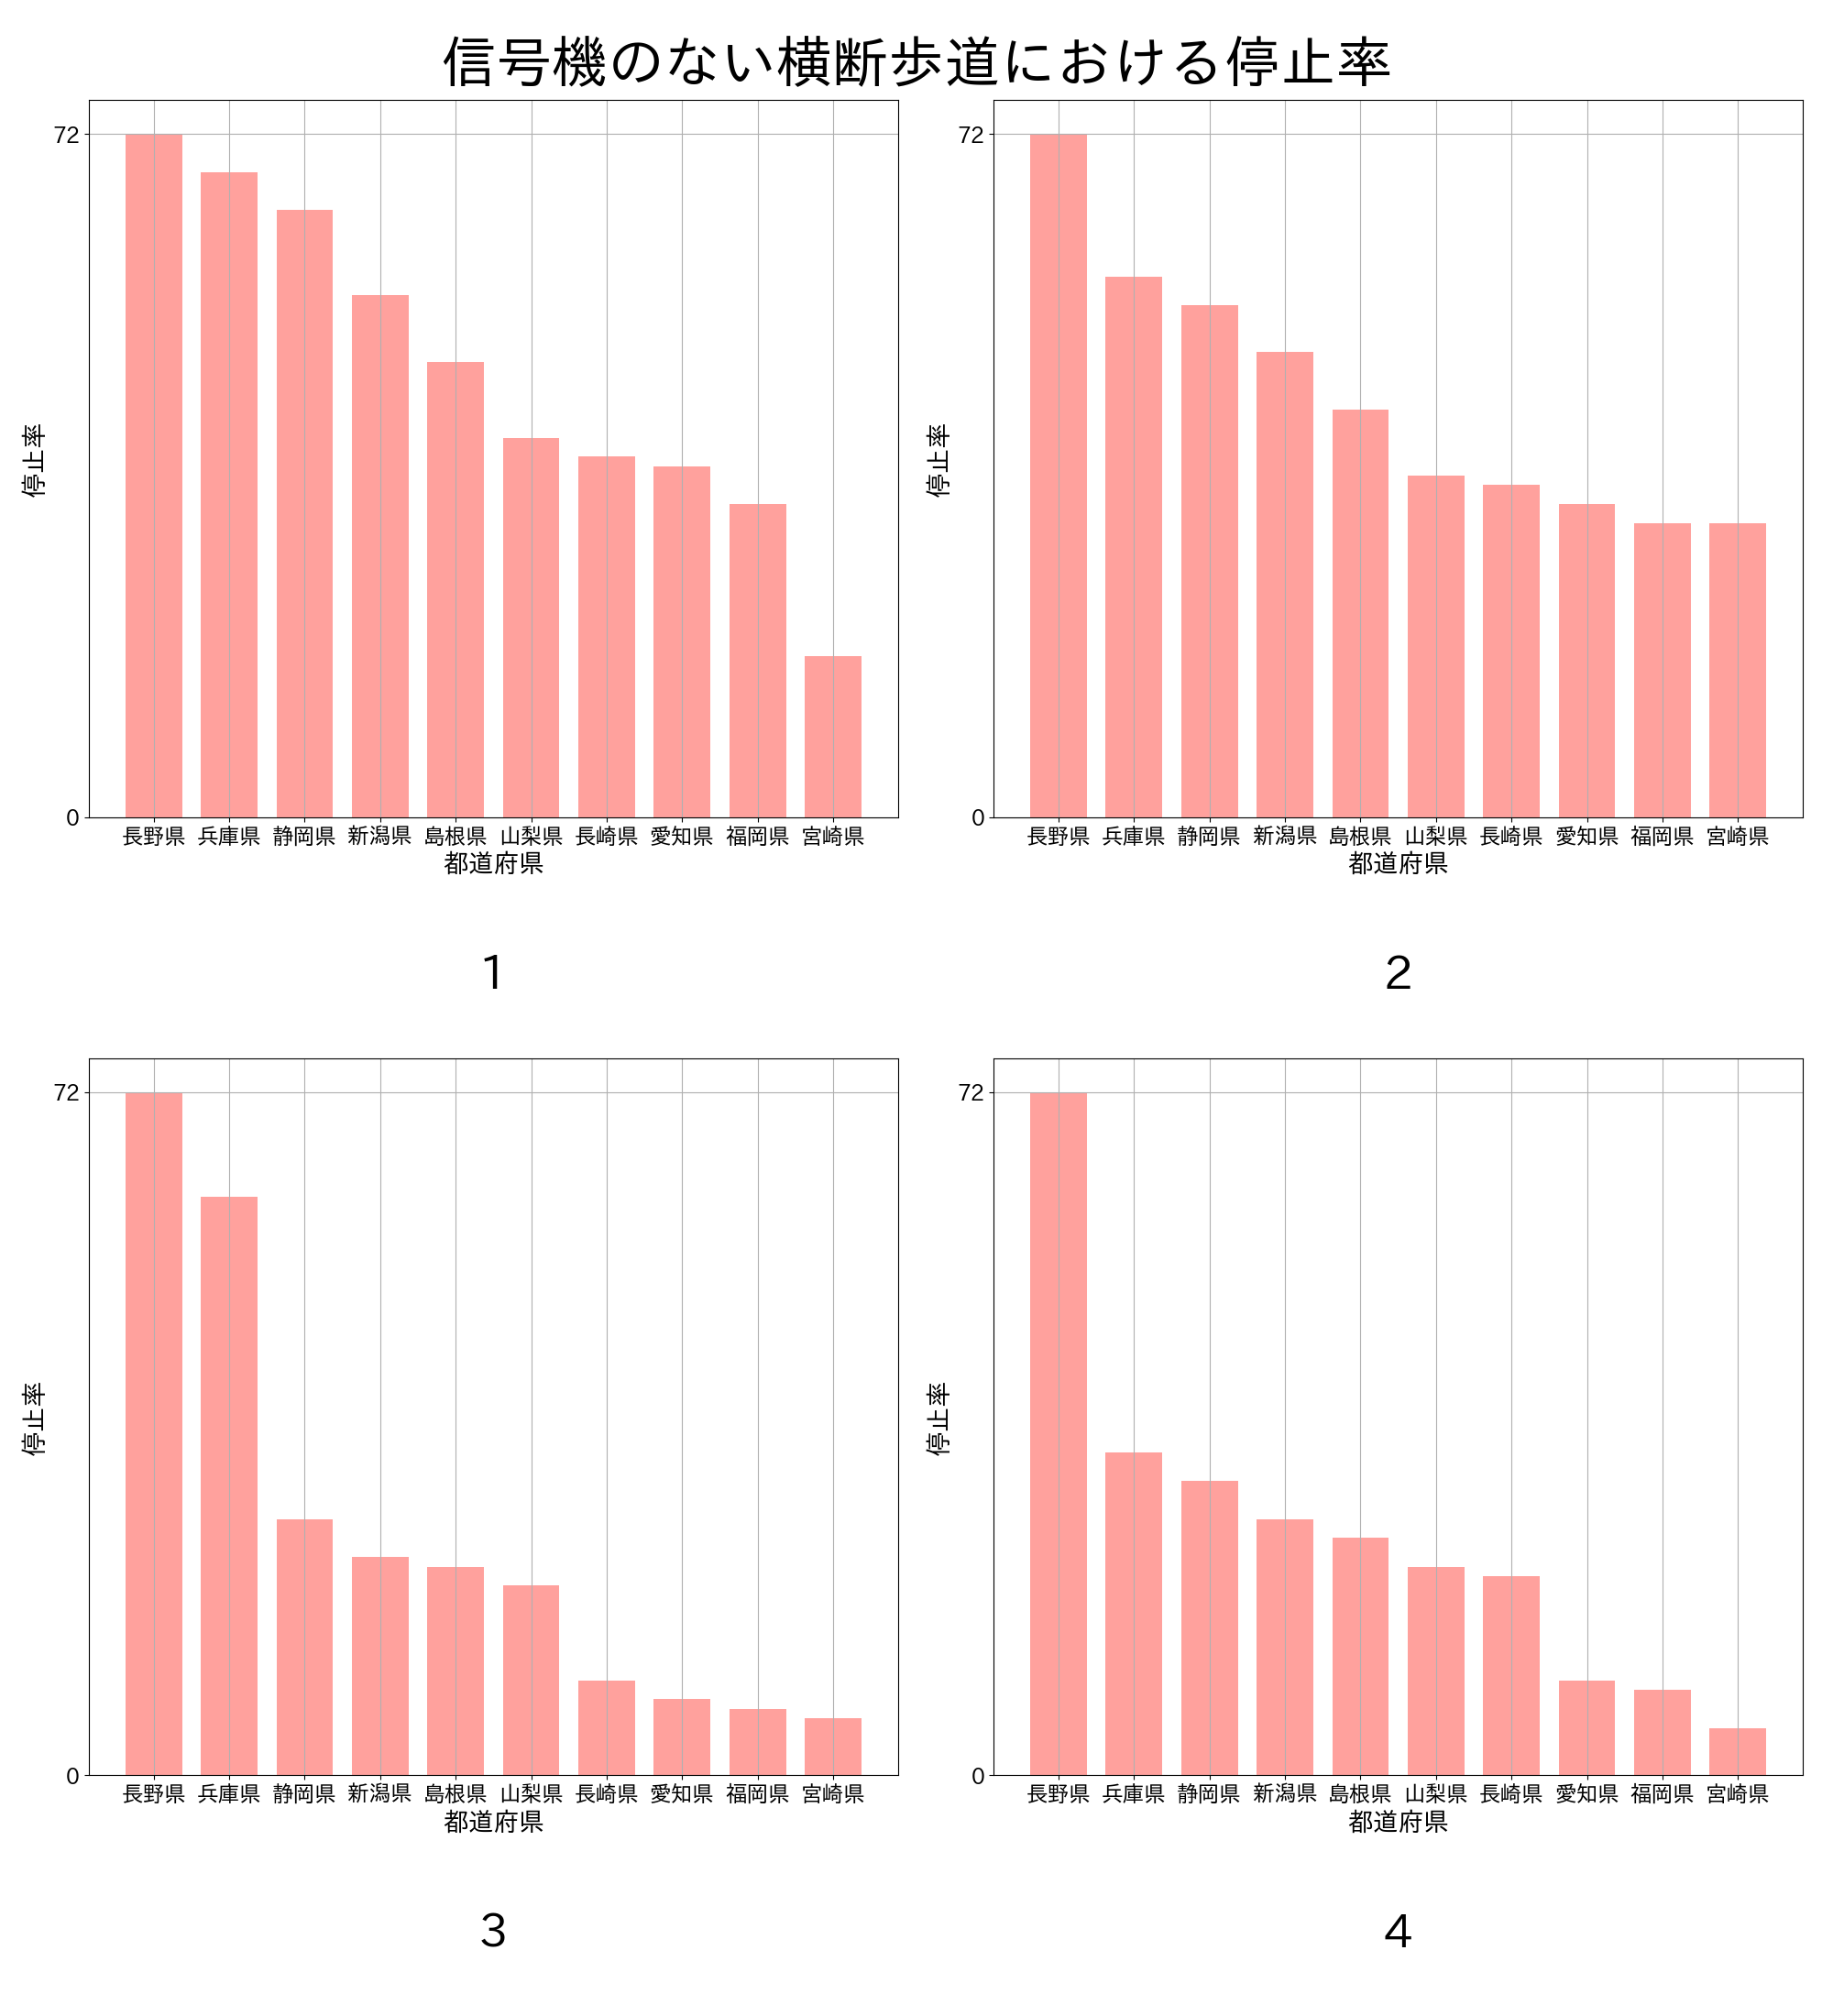 信号機のない横断歩道における停止率
72
0
停止率
長野県 兵庫県 静岡県 新潟県 島根県 山梨県 長崎県 愛知県 福岡県 宮崎県
都道府県
1
72
0
停止率
長野県 兵庫県 静岡県 新潟県 島根県 山梨県 長崎県 愛知県 福岡県 宮崎県
都道府県
2
72
0
停止率
長野県 兵庫県 静岡県 新潟県 島根県 山梨県 長崎県 愛知県 福岡県 宮崎県
都道府県
3
72
0
停止率
長野県 兵庫県 静岡県 新潟県 島根県 山梨県 長崎県 愛知県 福岡県 宮崎県
都道府県
4